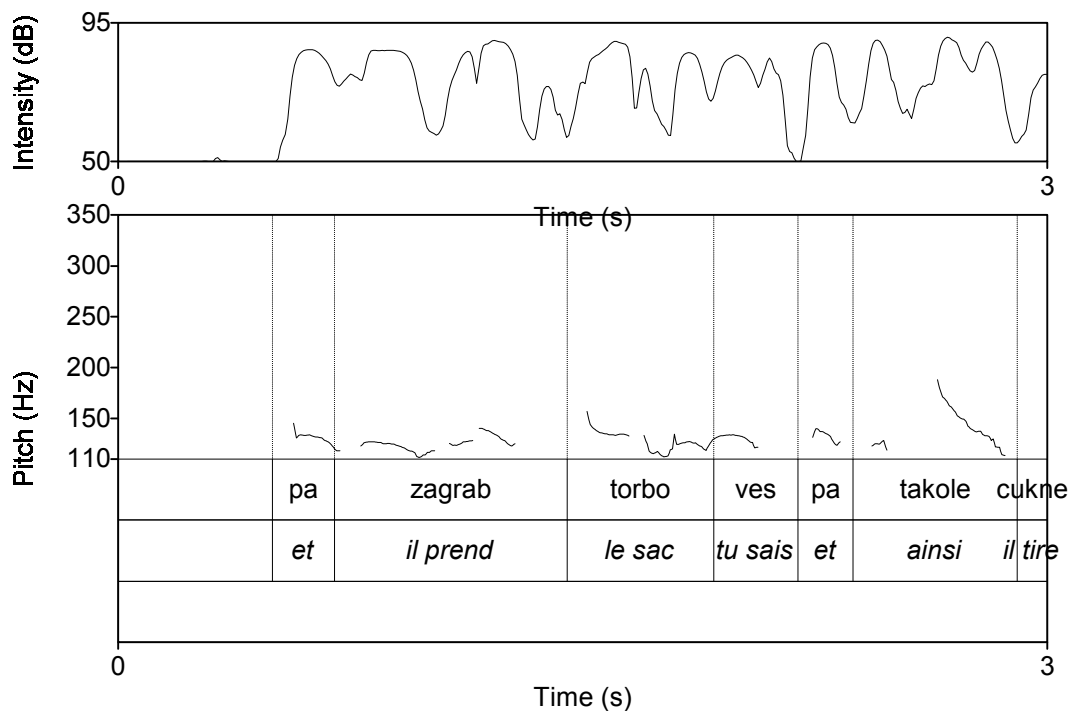 Intensity (dB)
95
50
0 3
Time (s)
Pitch (Hz)
350
300
250
200
150
110
pa zagrab torbo ves pa takole cukne
et il prend le sac tu sais et ainsi il tire
0 3
Time (s)